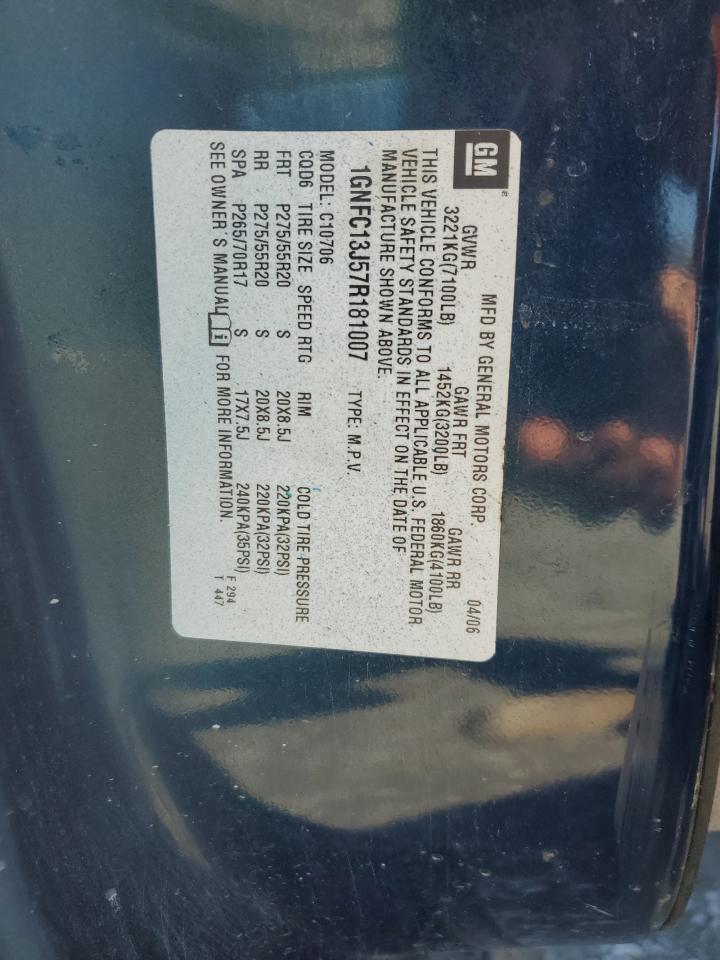 GM®
MFD BY GENERAL MOTORS CORP. 04/06
GVWR GAWR FRT GAWR RR
3221KG(7100LB) 1452KG(3200LB) 1860KG(4100LB)
THIS VEHICLE CONFORMS TO ALL APPLICABLE U.S. FEDERAL MOTOR
VEHICLE SAFETY STANDARDS IN EFFECT ON THE DATE OF
MANUFACTURE SHOWN ABOVE.
1GNFC13J57R181007 TYPE: M.P.V.
MODEL: C10706
CQD6 TIRE SIZE SPEED RTG RIM COLD TIRE PRESSURE
FRT P275/55R20 S 20X8.5J 220KPA(32PSI)
RR P275/55R20 S 20X8.5J 220KPA(32PSI)
SPA P265/70R17 S 17X7.5J 240KPA(35PSI)
SEE OWNER'S MANUAL i FOR MORE INFORMATION.
F 294
T 447